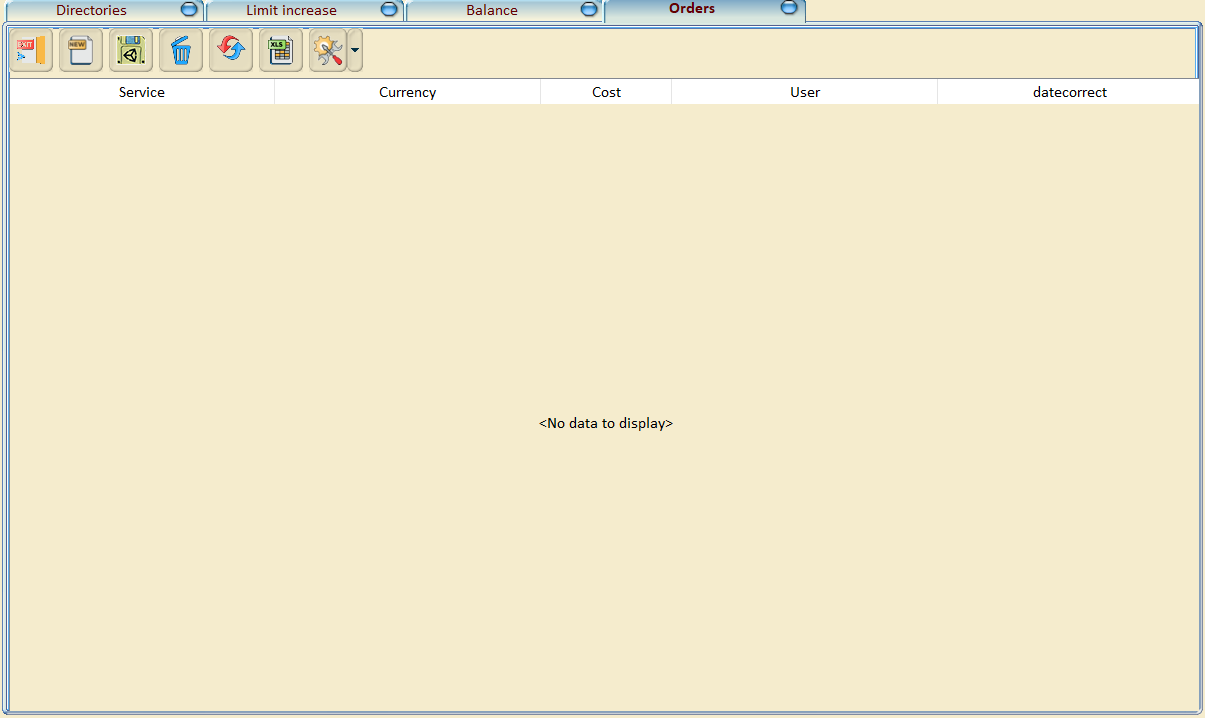 Directories Limit increase Balance Orders
EXIT NEW XLS
Service Currency Cost User datecorrect
<No data to display>